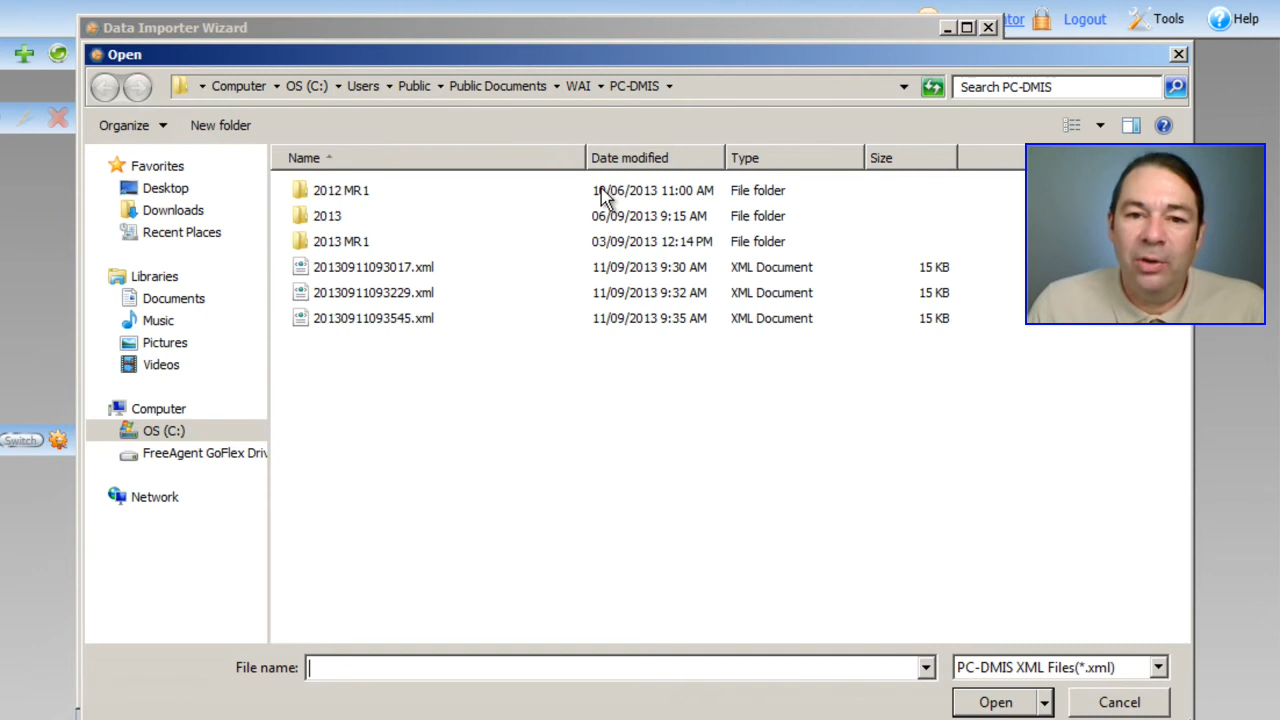 Data Importer Wizard
tor Logout Tools Help
Open
Computer OS (C:) Users Public Public Documents WAI PC-DMIS
Search PC-DMIS
Organize New folder
Name Date modified Type Size
Favorites
Desktop
Downloads
Recent Places
Libraries
Documents
Music
Pictures
Videos
Computer
OS (C:)
FreeAgent GoFlex Driv
Network
2012 MR1 10/06/2013 11:00 AM File folder
2013 06/09/2013 9:15 AM File folder
2013 MR1 03/09/2013 12:14 PM File folder
20130911093017.xml 11/09/2013 9:30 AM XML Document 15 KB
20130911093229.xml 11/09/2013 9:32 AM XML Document 15 KB
20130911093545.xml 11/09/2013 9:35 AM XML Document 15 KB
Switch
File name:
PC-DMIS XML Files(*.xml)
Open Cancel